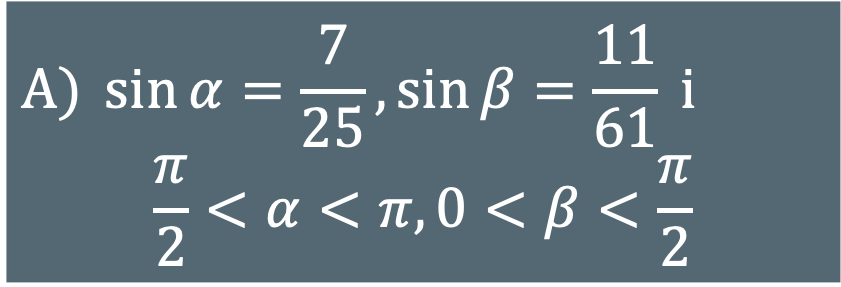 A) sin α = 7/25, sin β = 11/61 i
π/2 < α < π, 0 < β < π/2